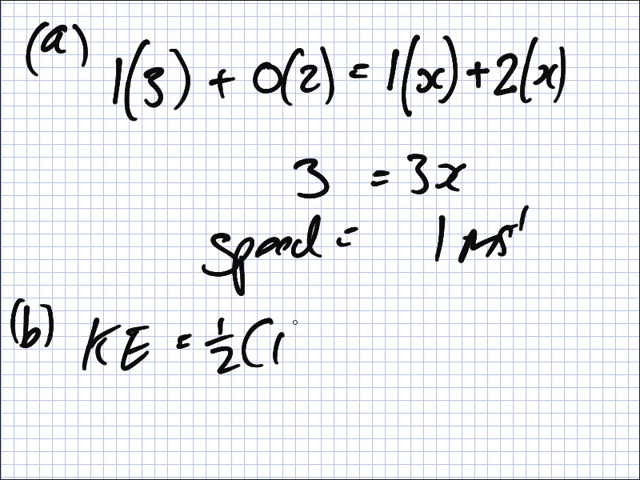 (a) 1(3) + 0(2) = 1(x) + 2(x)
3 = 3x
speed = 1 ms⁻¹
(b) KE = ½(1